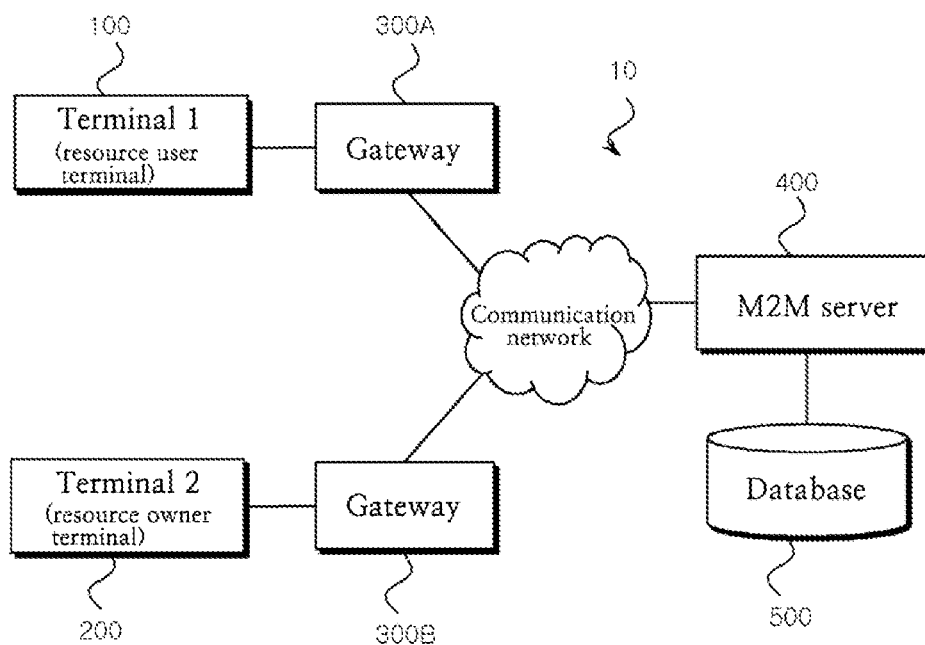 100
300A
10
Terminal 1
(resource user
terminal)
Gateway
400
Communication
network
M2M server
Terminal 2
(resource owner
terminal)
Gateway
Database
200
300B
500